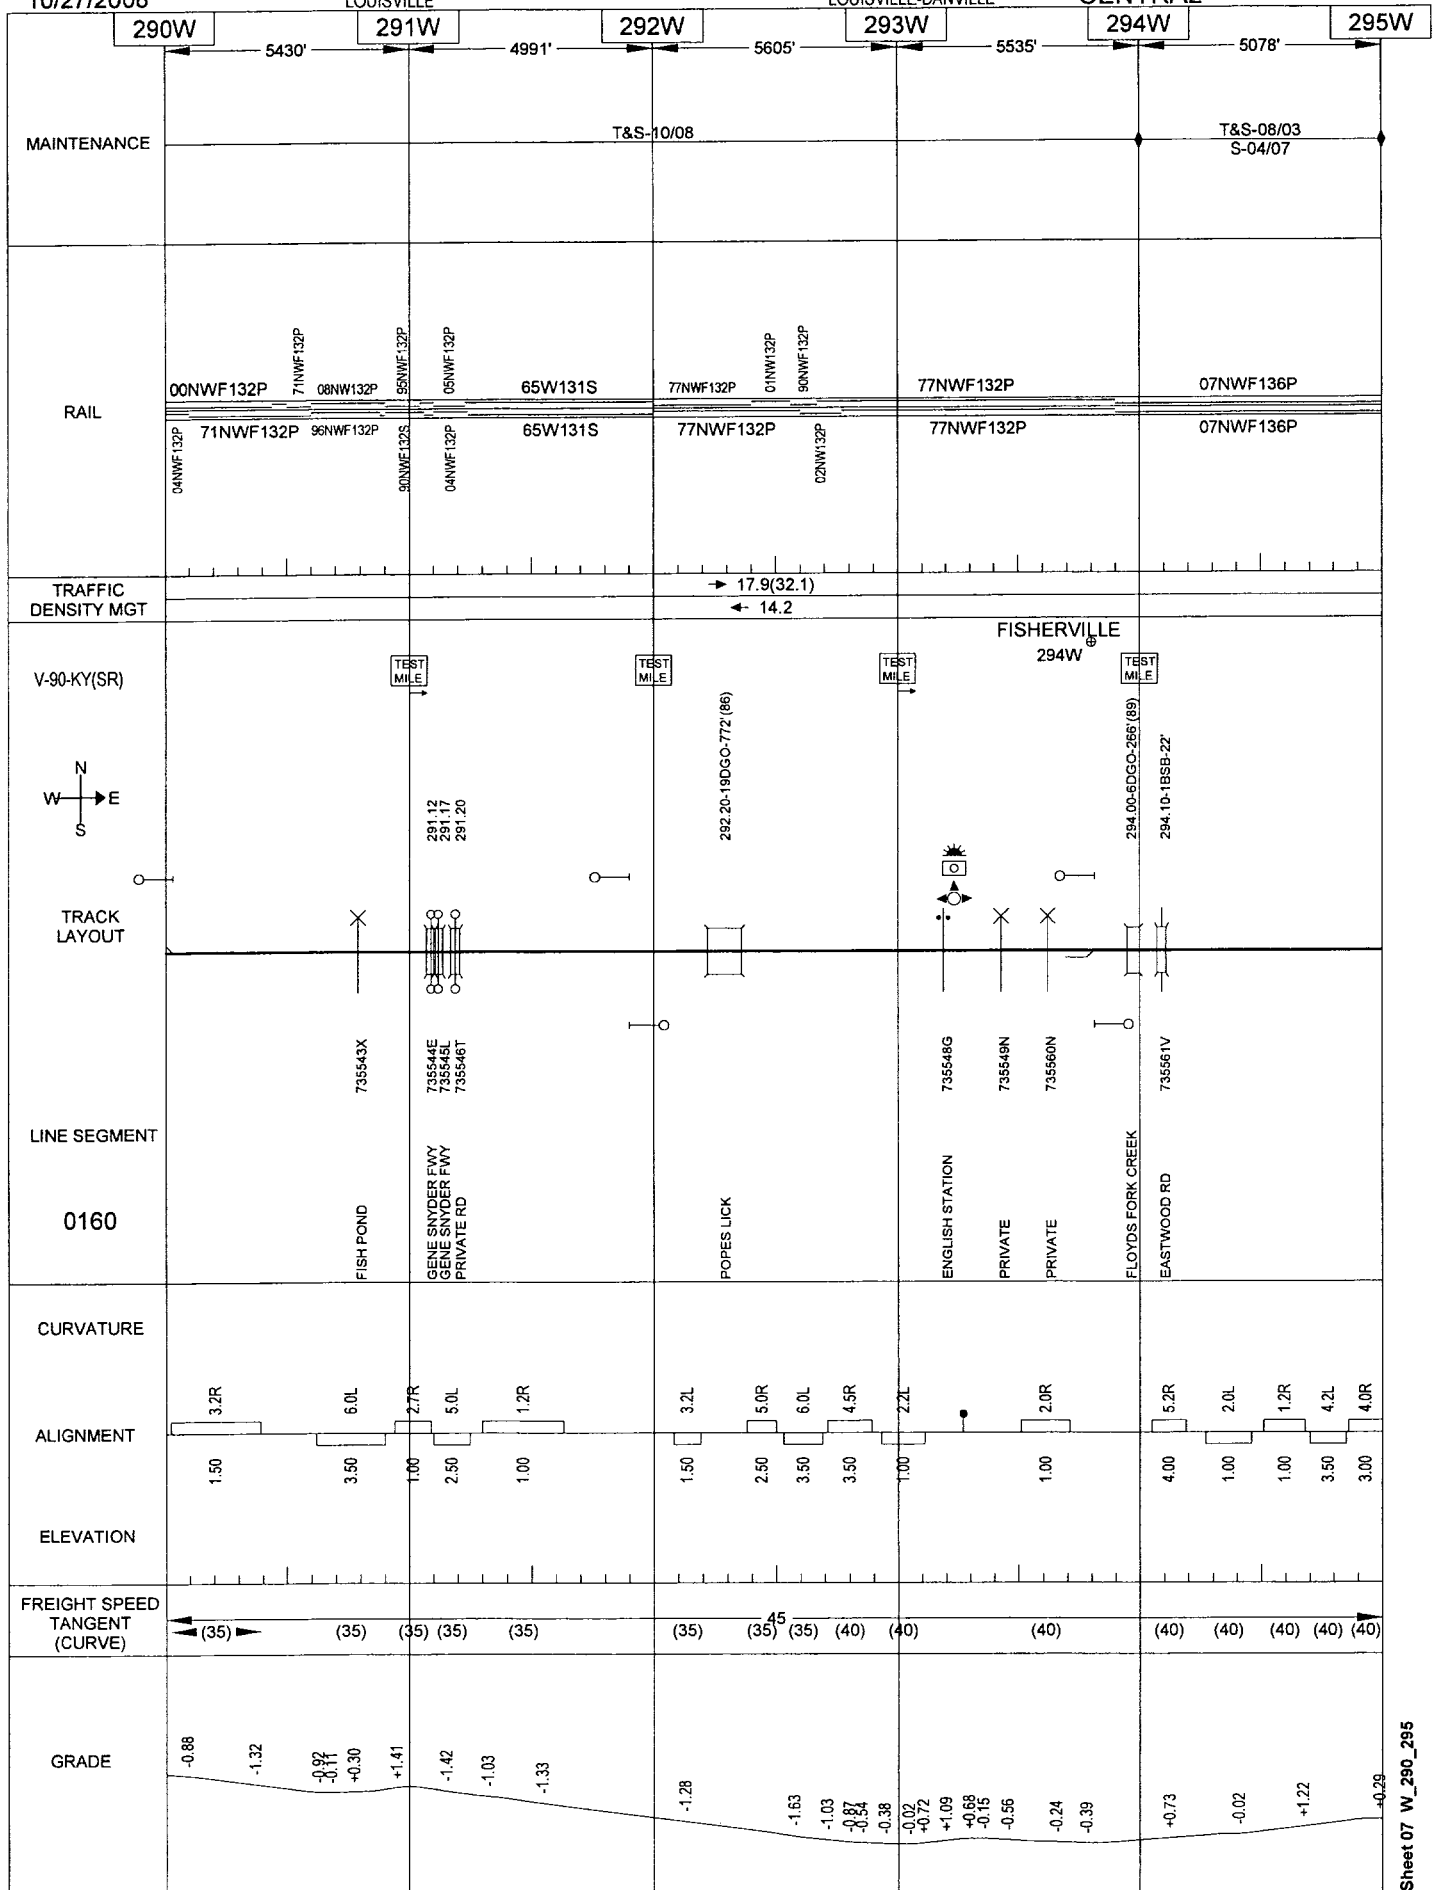 10/27/2008 LOUISVILLE LOUISVILLE-DANVILLE CENTRAL
290W 291W 292W 293W 294W 295W
5430' 4991' 5605' 5535' 5078'
MAINTENANCE
T&S-10/08
T&S-08/03
S-04/07
RAIL
71NWF132P 95NWF132P 05NWF132P 01NW132P 90NWF132P
00NWF132P 08NW132P 65W131S 77NWF132P 77NWF132P 07NWF136P
71NWF132P 96NWF132P 65W131S 77NWF132P 77NWF132P 07NWF136P
04NWF132P 90NWF132S 04NWF132P 02NW132P
TRAFFIC
DENSITY MGT
17.9(32.1)
14.2
V-90-KY(SR)
FISHERVILLE
294W
TEST
MILE
TEST
MILE
TEST
MILE
TEST
MILE
N
W E
S
291.12
291.17
291.20
292.20-19DGO-772'(86)
294.00-6DGO-266'(89)
294.10-1BSB-22'
TRACK
LAYOUT
735543X
735544E
735545L
735546T
735548G
735549N
735560N
735561V
LINE SEGMENT
0160
FISH POND
GENE SNYDER FWY
GENE SNYDER FWY
PRIVATE RD
POPES LICK
ENGLISH STATION
PRIVATE
PRIVATE
FLOYDS FORK CREEK
EASTWOOD RD
CURVATURE
3.2R 6.0L 2.7R 5.0L 1.2R 3.2L 5.0R 6.0L 4.5R 2.2L 2.0R 5.2R 2.0L 1.2R 4.2L 4.0R
ALIGNMENT
1.50 3.50 1.00 2.50 1.00 1.50 2.50 3.50 3.50 1.00 1.00 4.00 1.00 1.00 3.50 3.00
ELEVATION
FREIGHT SPEED
TANGENT
(CURVE)
45
(35) (35) (35) (35) (35) (35) (35) (35) (40) (40) (40) (40) (40) (40) (40) (40)
GRADE
-0.88 -1.32 -0.92 -0.11 +0.30 +1.41 -1.42 -1.03 -1.33 -1.28 -1.63 -1.03 -0.87 -0.54 -0.38 -0.02 +0.72 +1.09 +0.68 -0.15 -0.56 -0.24 -0.39 +0.73 -0.02 +1.22 +0.29
Sheet 07 W_290_295